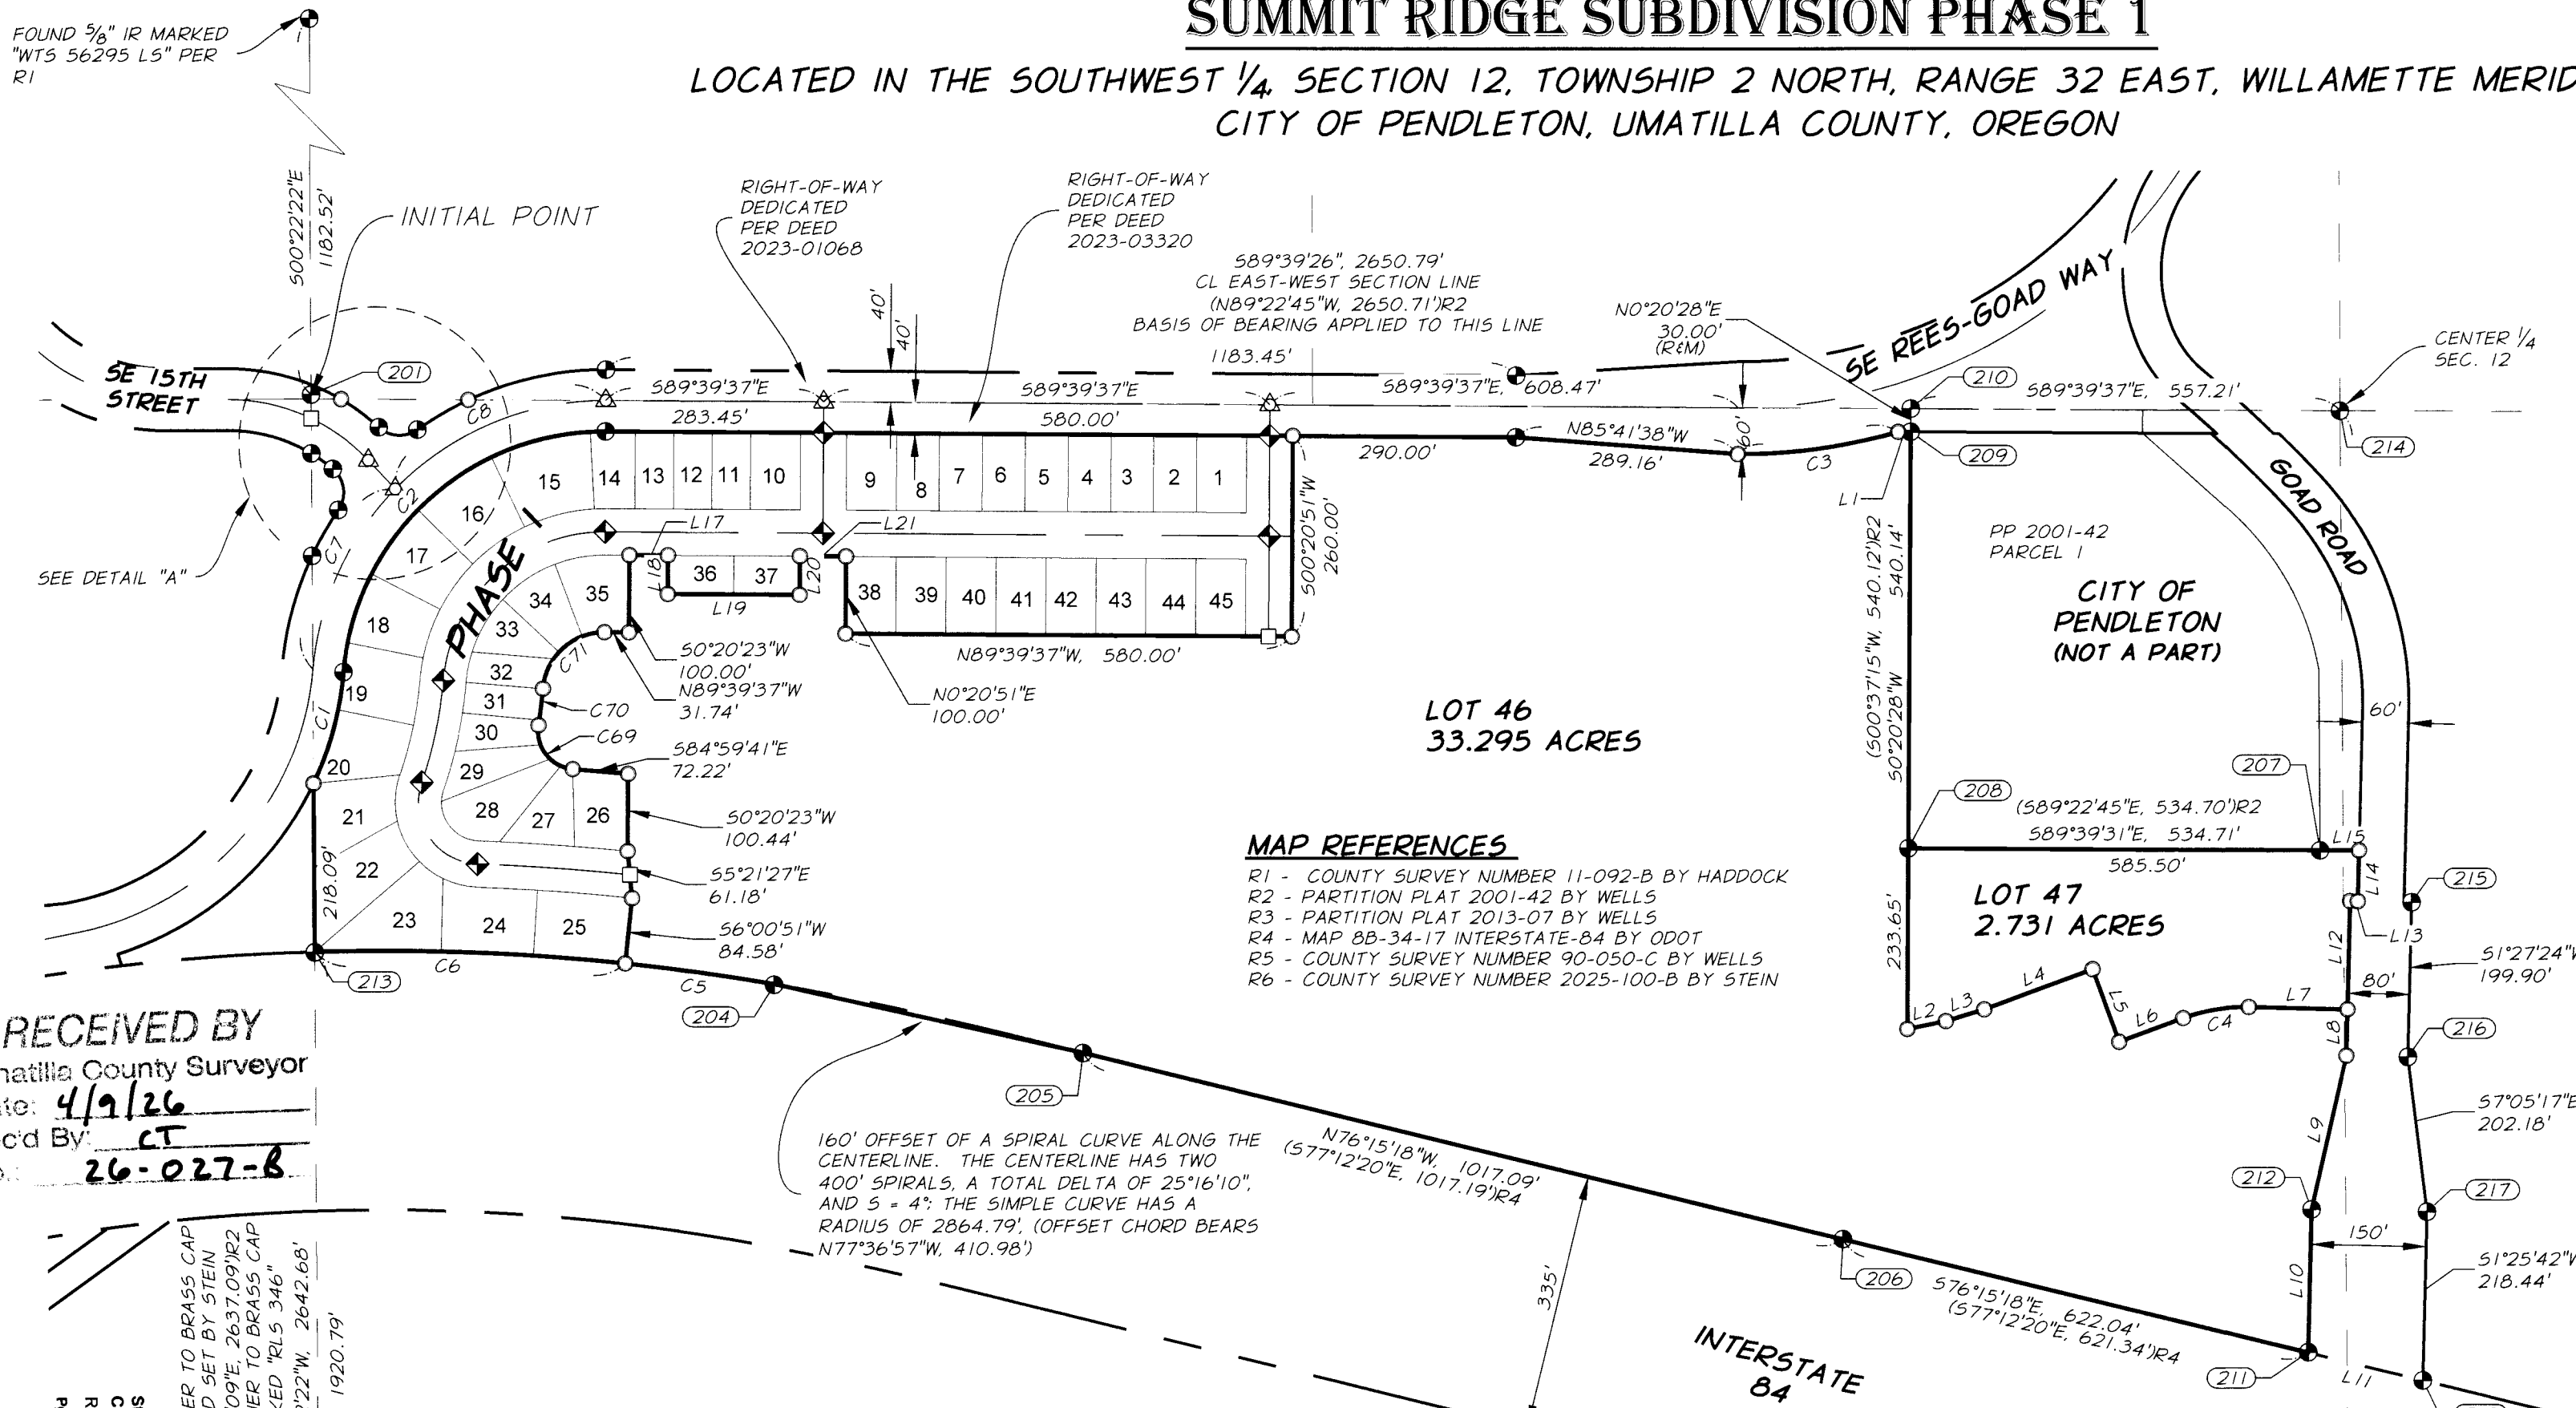 SUMMIT RIDGE SUBDIVISION PHASE 1
LOCATED IN THE SOUTHWEST 1/4, SECTION 12, TOWNSHIP 2 NORTH, RANGE 32 EAST, WILLAMETTE
CITY OF PENDLETON, UMATILLA COUNTY, OREGON
FOUND 5/8" IR MARKED
"WTS 56295 LS" PER
R1
S00°22'22"E
1182.52'
INITIAL POINT
RIGHT-OF-WAY
DEDICATED
PER DEED
2023-01068
RIGHT-OF-WAY
DEDICATED
PER DEED
2023-03320
S89°39'26", 2650.79'
CL EAST-WEST SECTION LINE
(N89°22'45"W, 2650.71')R2
BASIS OF BEARING APPLIED TO THIS LINE
1183.45'
40'
40'
N0°20'28"E
30.00'
(R&M)
SE REES-GOAD WAY
CENTER 1/4
SEC. 12
SE 15TH
STREET
201
C8
S89°39'37"E
283.45'
S89°39'37"E
580.00'
S89°39'37"E, 608.47'
290.00'
N85°41'38"W
289.16'
60'
C3
210
S89°39'37"E, 557.21'
214
209
L1
GOAD ROAD
SEE DETAIL "A"
C2
C7
C1
15
14
13
12
11
10
9
8
7
6
5
4
3
2
1
16
17
18
19
20
21
22
23
24
25
PHASE 1
L17
L21
L18
36
37
L20
L19
38
39
40
41
42
43
44
45
35
34
33
32
31
30
29
28
27
26
C71
C70
C69
S00°20'51"W
260.00'
S0°20'23"W
100.00'
N89°39'37"W
31.74'
N0°20'51"E
100.00'
N89°39'37"W, 580.00'
S84°59'41"E
72.22'
S0°20'23"W
100.44'
S5°21'27"E
61.18'
S6°00'51"W
84.58'
218.09'
213
C6
C5
204
205
LOT 46
33.295 ACRES
(S00°37'15"W, 540.12')R2
S0°20'28"W
540.14'
PP 2001-42
PARCEL 1
CITY OF
PENDLETON
(NOT A PART)
60'
207
208
(S89°22'45"E, 534.70')R2
S89°39'31"E, 534.71'
585.50'
L15
L14
215
LOT 47
2.731 ACRES
233.65'
L13
L12
80'
S1°27'24"
199.90'
L2
L3
L4
L5
L6
C4
L7
L8
216
S7°05'17"E
202.18'
L9
212
217
150'
S1°25'42"
218.44'
L10
211
L11
MAP REFERENCES
R1 - COUNTY SURVEY NUMBER 11-092-B BY HADDOCK
R2 - PARTITION PLAT 2001-42 BY WELLS
R3 - PARTITION PLAT 2013-07 BY WELLS
R4 - MAP 8B-34-17 INTERSTATE-84 BY ODOT
R5 - COUNTY SURVEY NUMBER 90-050-C BY WELLS
R6 - COUNTY SURVEY NUMBER 2025-100-B BY STEIN
160' OFFSET OF A SPIRAL CURVE ALONG THE
CENTERLINE. THE CENTERLINE HAS TWO
400' SPIRALS, A TOTAL DELTA OF 25°16'10",
AND S = 4°; THE SIMPLE CURVE HAS A
RADIUS OF 2864.79', (OFFSET CHORD BEARS
N77°36'57"W, 410.98')
N76°15'18"W, 1017.09'
(S77°12'20"E, 1017.19')R4
335'
206
S76°15'18"E, 622.04'
(S77°12'20"E, 621.34')R4
INTERSTATE
84
RECEIVED BY
County Surveyor
4/9/26
By: CT
26-027-B
TO BRASS CAP
SET BY STEIN
2637.09')R2
TO BRASS CAP
"RLS 346"
2642.68'
1920.79'